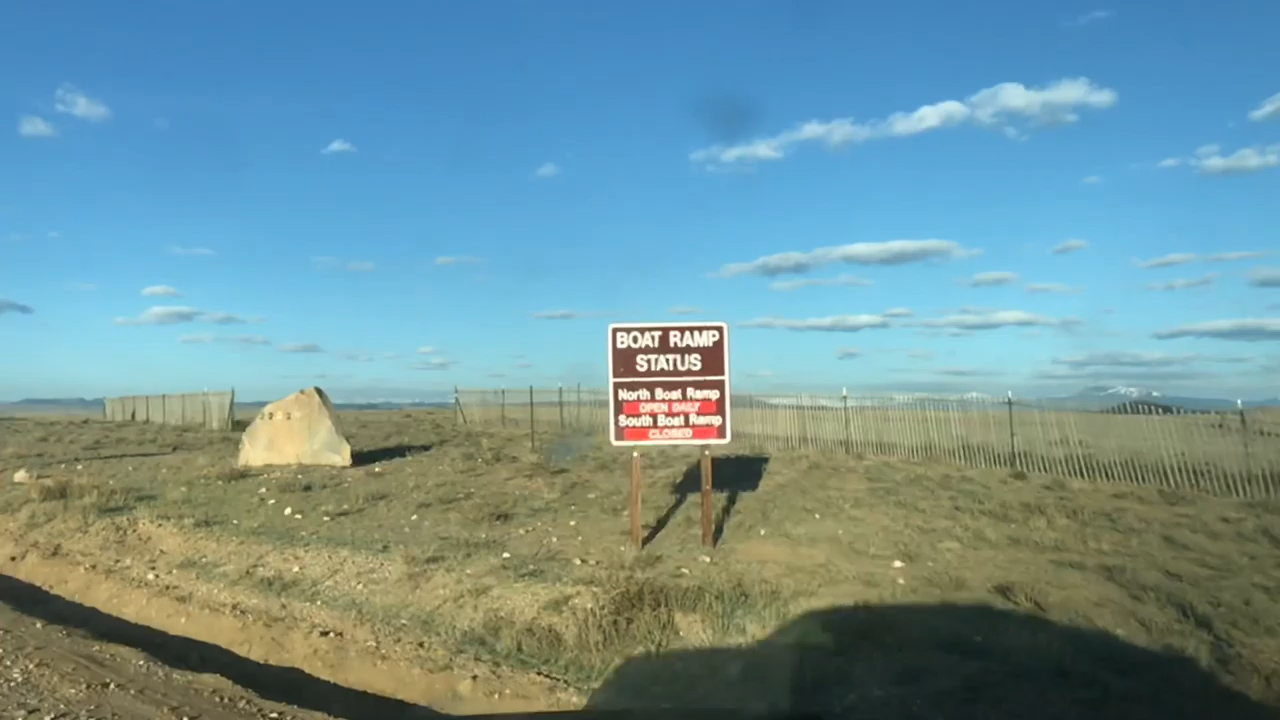 BOAT RAMP
STATUS
North Boat Ramp
OPEN DAILY
South Boat Ramp
CLOSED